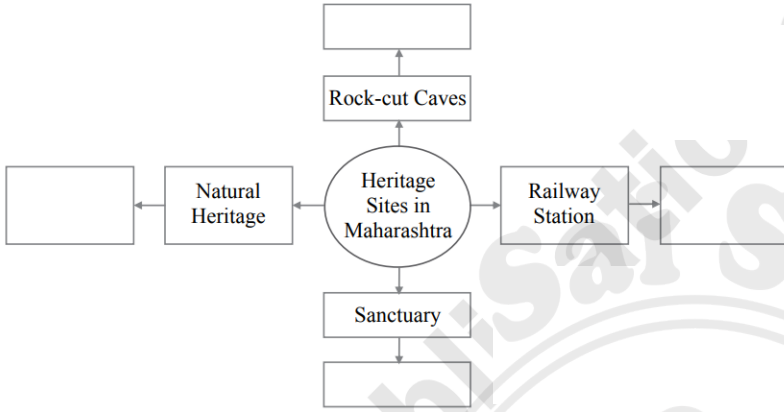 Rock-cut Caves
Natural
Heritage
Heritage
Sites in
Maharashtra
Railway
Station
Sanctuary